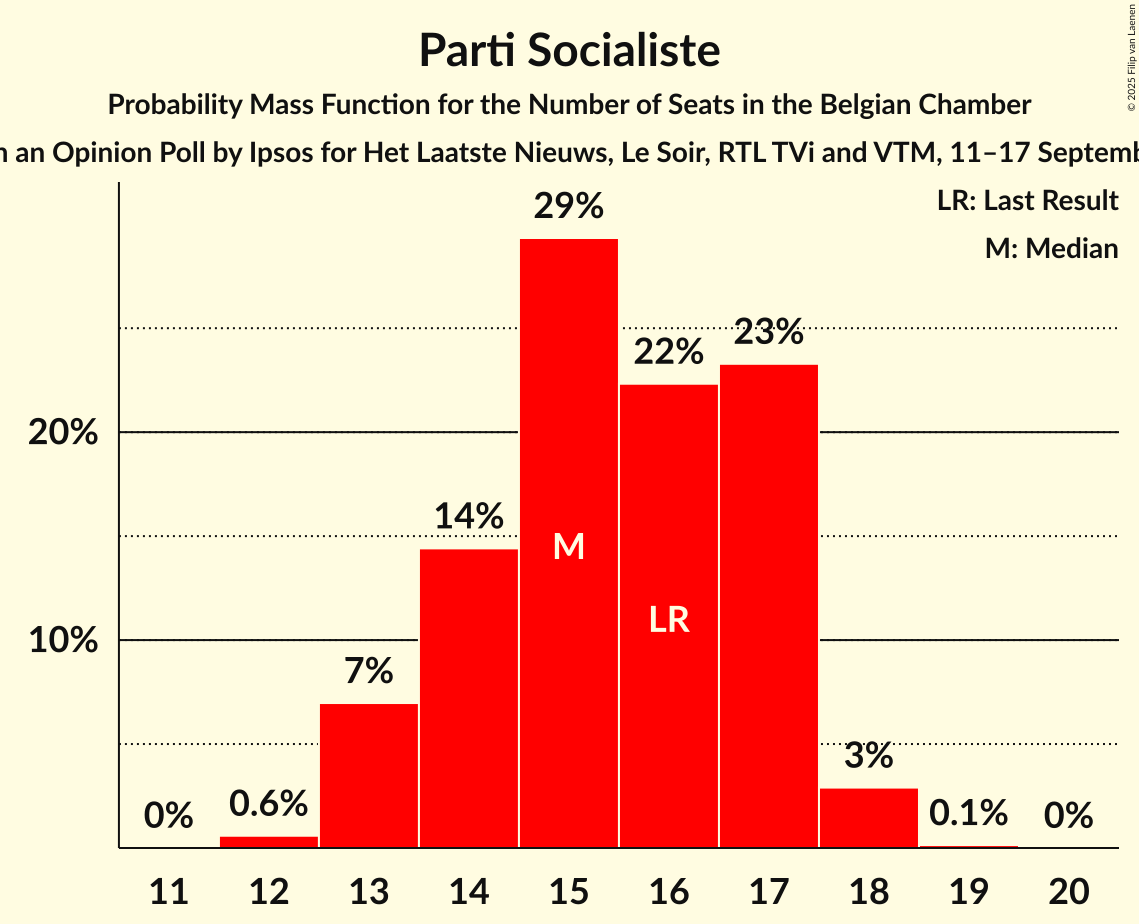 Parti Socialiste
Probability Mass Function for the Number of Seats in the Belgian Chamber
an Opinion Poll by Ipsos for Het Laatste Nieuws, Le Soir, RTL TVi and VTM, 11–17
© 2025 Filip van Laenen
LR: Last Result
M: Median
29%
23%
22%
20%
14%
M
LR
10%
7%
3%
0.6%
0.1%
0%
0%
11 12 13 14 15 16 17 18 19 20